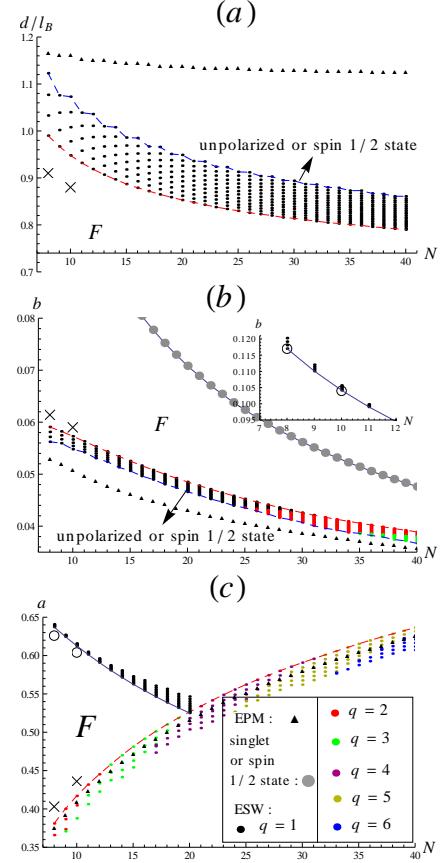 (a)
d/l_B
1.2
1.1
1.0
0.9
0.8
0.7
unpolarized or spin 1/2 state
F
10 15 20 25 30 35 40
N
(b)
b
0.08
0.07
0.06
0.05
0.04
F
unpolarized or spin 1/2 state
10 15 20 25 30 35 40
N
b
0.120
0.115
0.110
0.105
0.100
0.095
7 8 9 10 11 12
N
(c)
a
0.65
0.60
0.55
0.50
0.45
0.40
0.35
F
EPM :
singlet
or spin
1/2 state :
ESW :
q = 1
q = 2
q = 3
q = 4
q = 5
q = 6
10 15 20 25 30 35 40
N